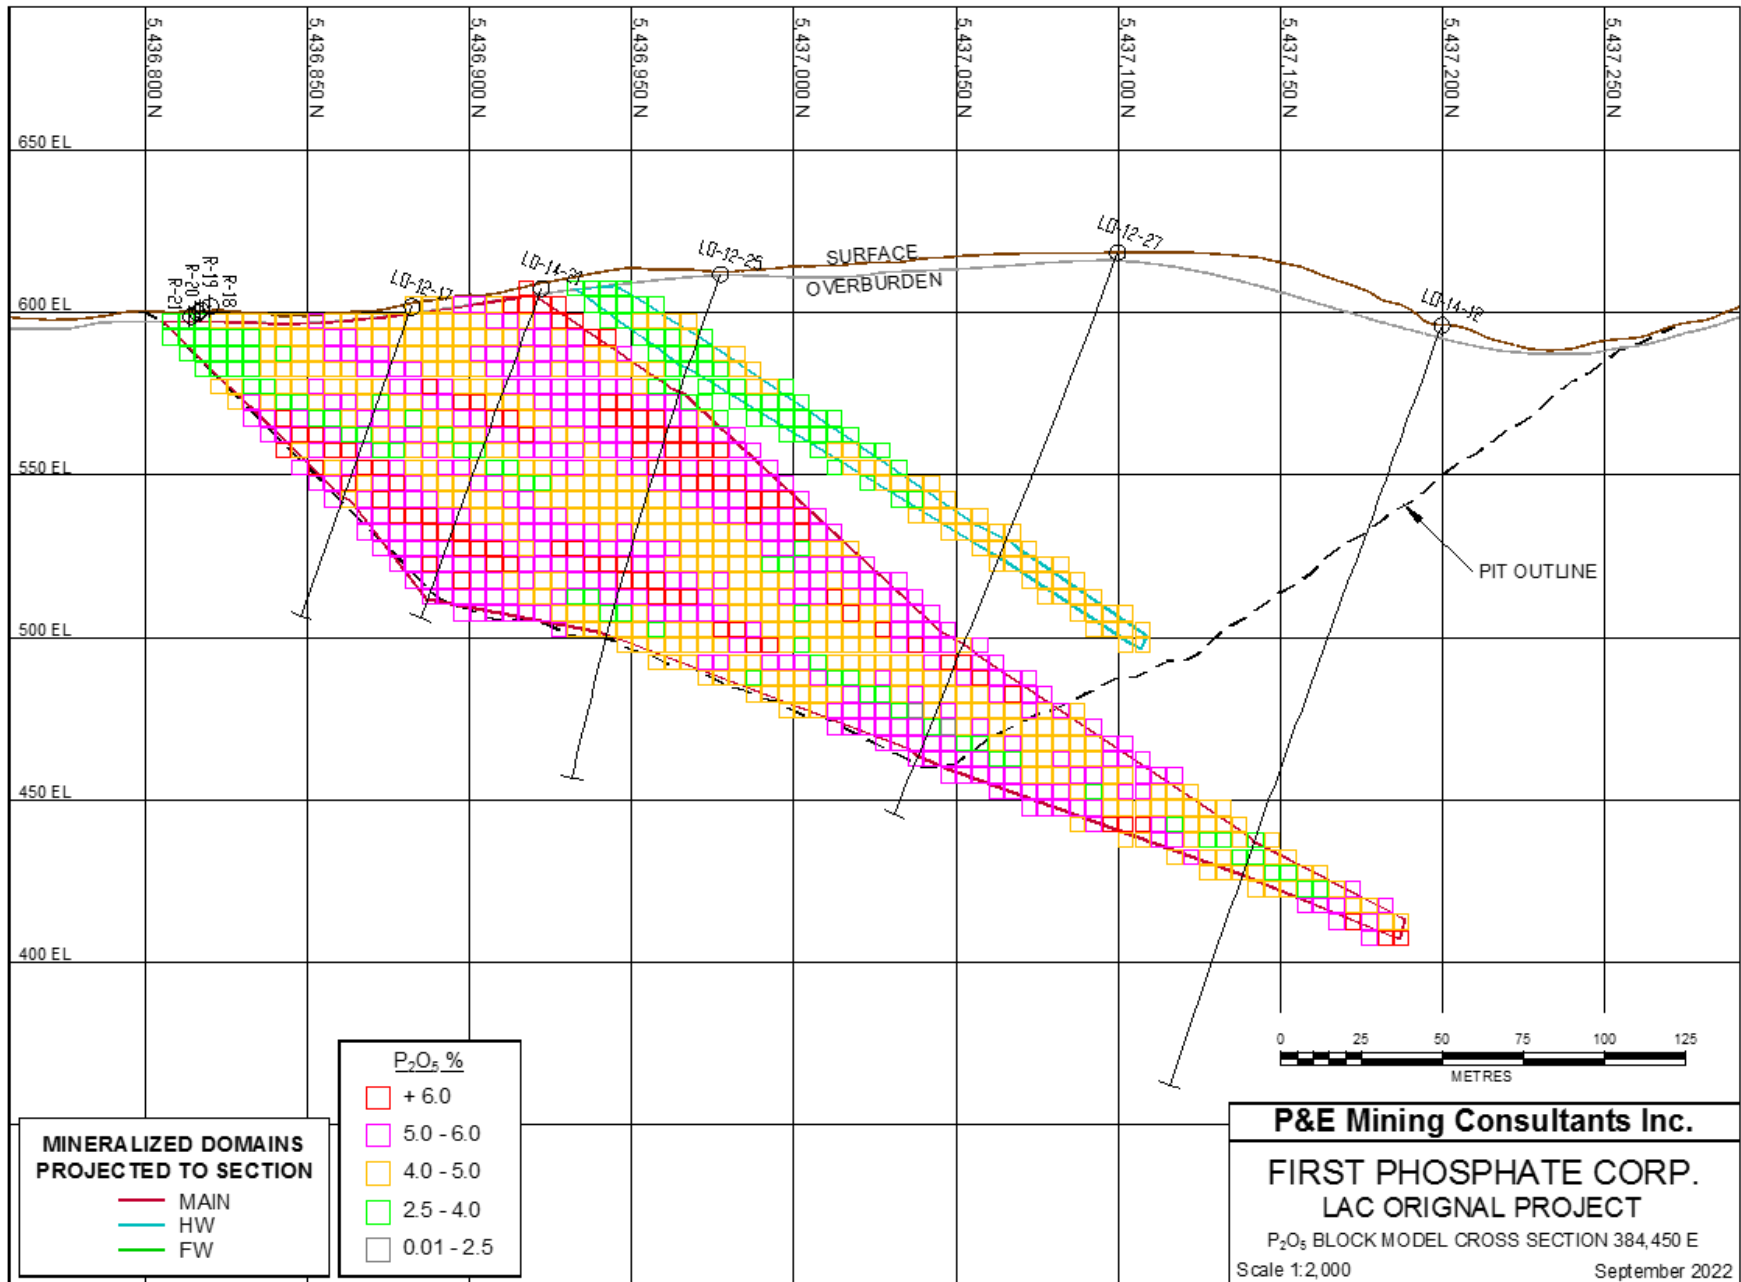 5,436,800 N
5,436,850 N
5,436,900 N
5,436,950 N
5,437,000 N
5,437,050 N
5,437,100 N
5,437,150 N
5,437,200 N
5,437,250 N
650 EL
600 EL
550 EL
500 EL
450 EL
400 EL
R-21
R-20
R-19
R-18
LO-12-17
LO-12-25
LO-12-27
SURFACE
OVERBURDEN
PIT OUTLINE
0 25 50 75 100 125
METRES
P₂O₅ %
+ 6.0
5.0 - 6.0
4.0 - 5.0
2.5 - 4.0
0.01 - 2.5
MINERALIZED DOMAINS
PROJECTED TO SECTION
MAIN
HW
FW
P&E Mining Consultants Inc.
FIRST PHOSPHATE CORP.
LAC ORIGNAL PROJECT
P₂O₅ BLOCK MODEL CROSS SECTION 384,450 E
Scale 1:2,000
September 2022